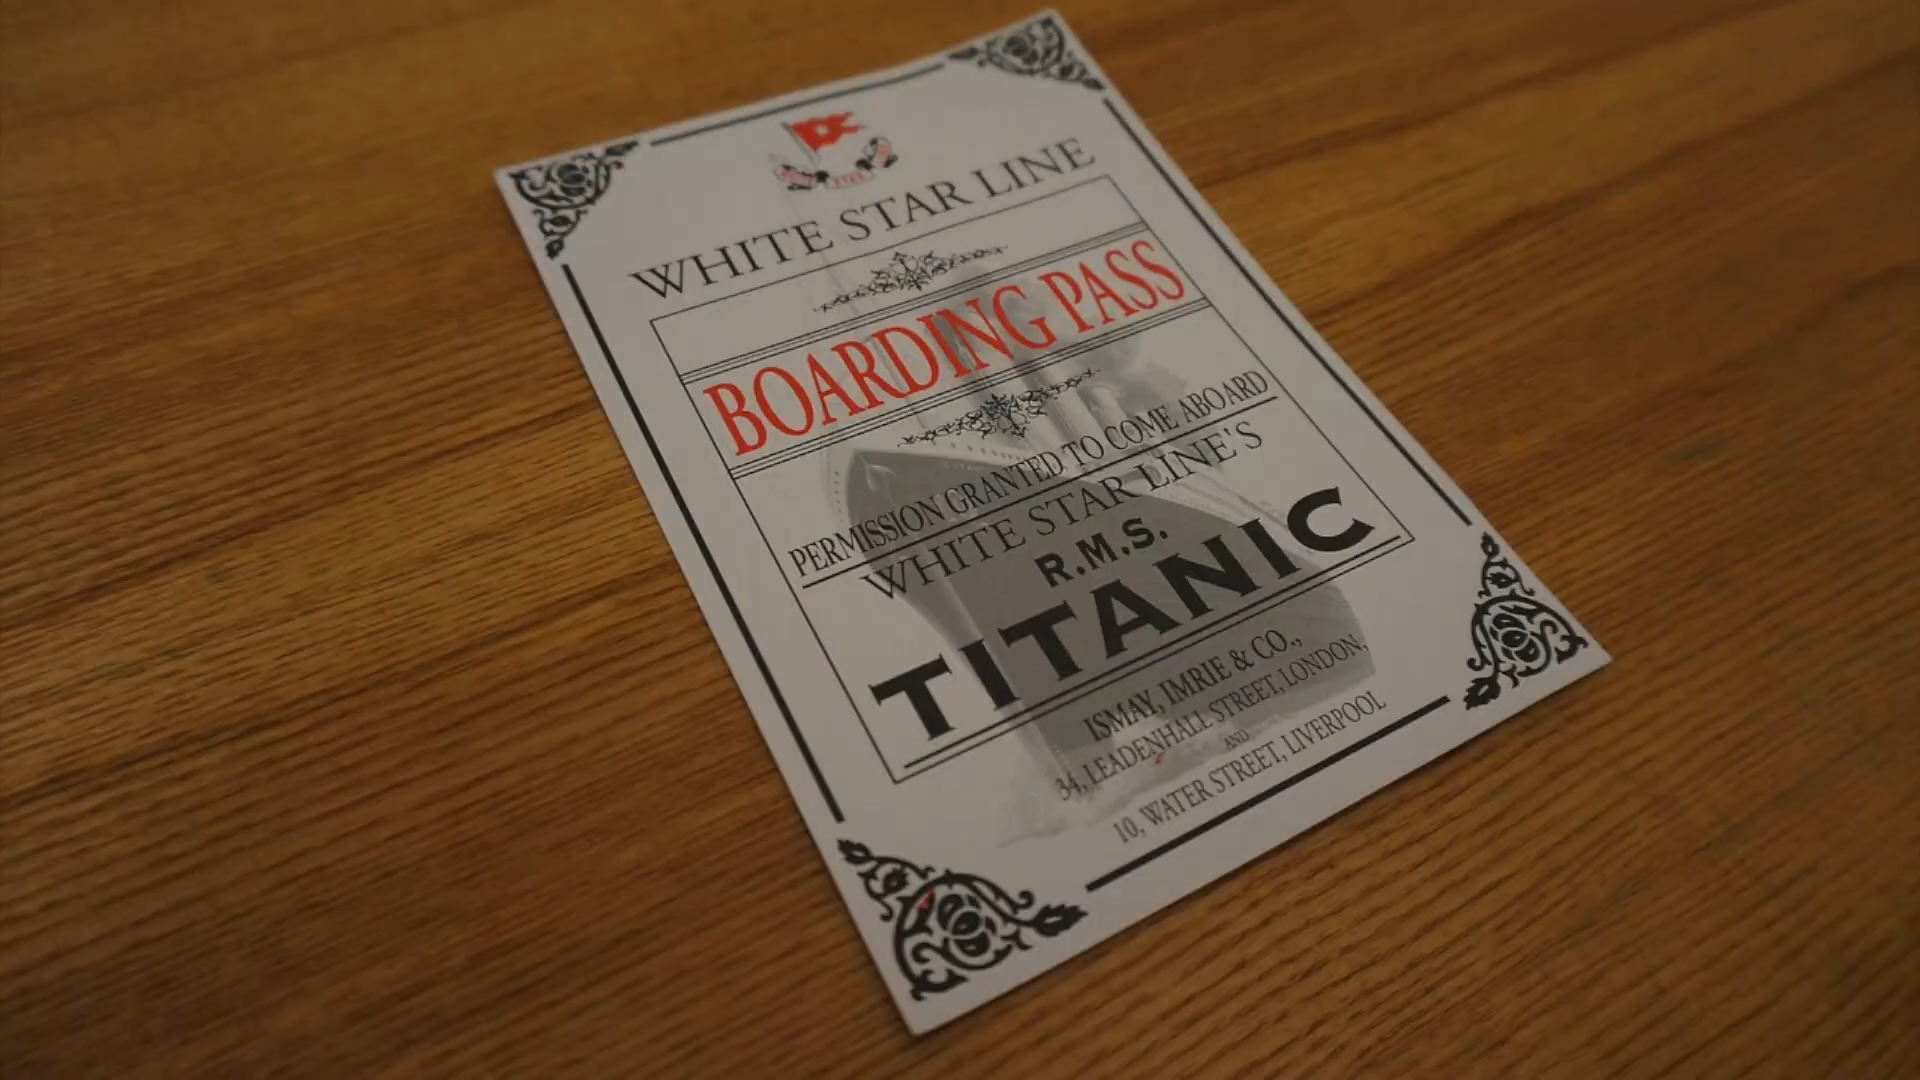 WHITE STAR LINE
BOARDING PASS
PERMISSION GRANTED TO COME ABOARD
WHITE STAR LINE'S
R.M.S.
TITANIC
ISMAY, IMRIE & CO.,
34, LEADENHALL STREET, LONDON,
AND
10, WATER STREET, LIVERPOOL